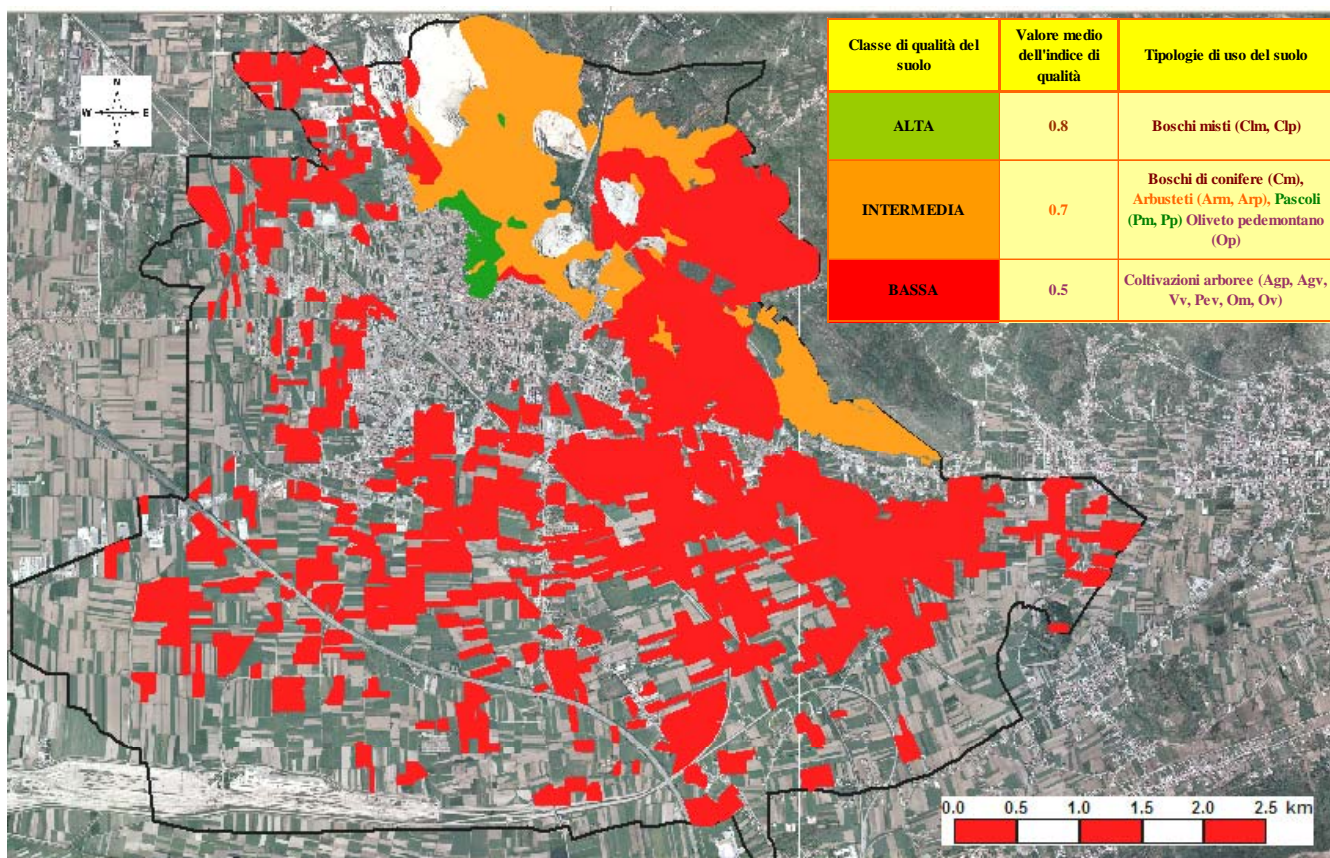 N
W E
S
Classe di qualità del
suolo
Valore medio
dell'indice di
qualità
Tipologie di uso del suolo
ALTA
0.8
Boschi misti (Clm, Clp)
INTERMEDIA
0.7
Boschi di conifere (Cm),
Arbusteti (Arm, Arp), Pascoli
(Pm, Pp) Oliveto pedemontano
(Op)
BASSA
0.5
Coltivazioni arboree (Agp, Agv,
Vv, Pev, Om, Ov)
0.0 0.5 1.0 1.5 2.0 2.5 km